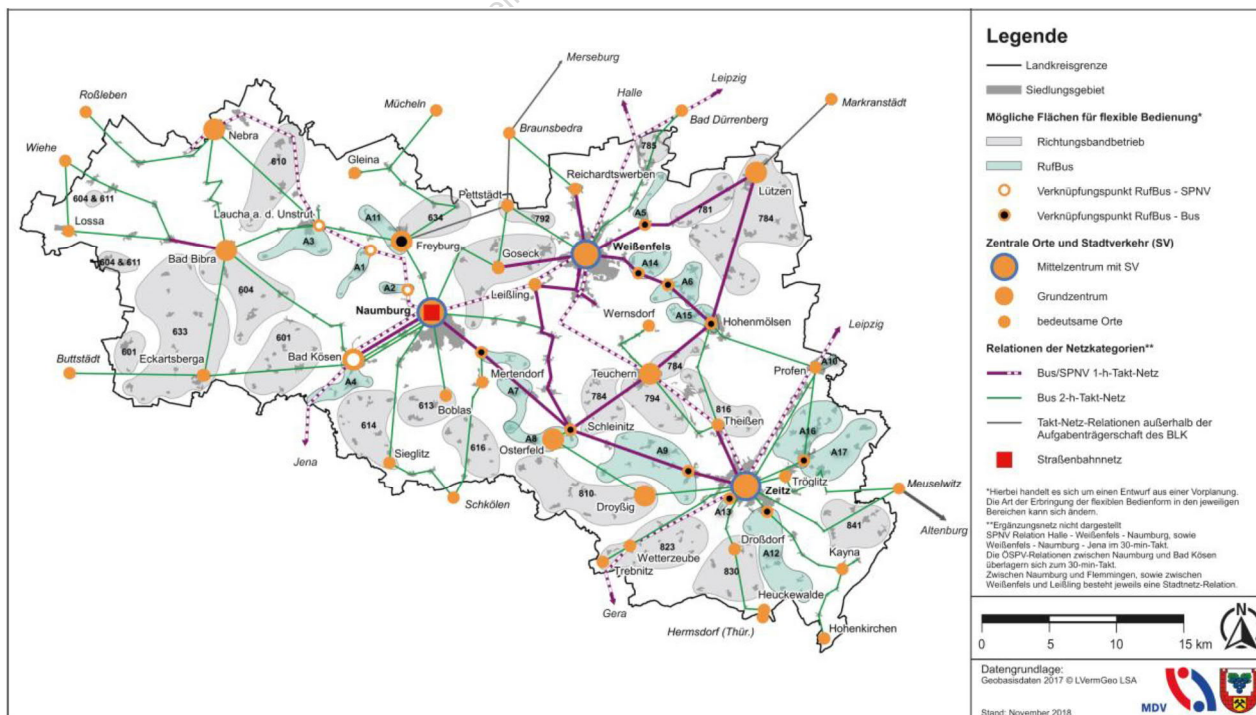 Merseburg
Leipzig
Halle
Roßleben
Mücheln
Markranstädt
Bad Dürrenberg
Braunsbedra
Nebra
785
Wiehe
Gleina
Reichardtswerben
610
Lützen
604 & 611
Pettstädt
Laucha a. d. Unstrut
A11
634
792
A5
781
784
Lossa
Freyburg
A3
Weißenfels
604 & 611
Bad Bibra
A1
Goseck
A14
A6
604
A2
Leißling
A15
Naumburg
Wernsdorf
Hohenmölsen
Leipzig
633
601
601
Bad Kösen
Buttstädt
Eckartsberga
A4
Mertendorf
A7
Teuchern
784
Profen
A10
613
Boblas
784
794
816
614
Schleinitz
Theißen
A16
616
A8
Osterfeld
A9
A17
Jena
Sieglitz
Tröglitz
Zeitz
Meuselwitz
Schkölen
810
Droyßig
A13
Altenburg
841
823
Droßdorf
A12
Wetterzeube
Kayna
Trebnitz
830
Heuckewalde
Gera
Hermsdorf (Thür.)
Hohenkirchen
Legende
Landkreisgrenze
Siedlungsgebiet
Mögliche Flächen für flexible Bedienung*
Richtungsbandbetrieb
RufBus
Verknüpfungspunkt RufBus - SPNV
Verknüpfungspunkt RufBus - Bus
Zentrale Orte und Stadtverkehr (SV)
Mittelzentrum mit SV
Grundzentrum
bedeutsame Orte
Relationen der Netzkategorien**
Bus/SPNV 1-h-Takt-Netz
Bus 2-h-Takt-Netz
Takt-Netz-Relationen außerhalb der
Aufgabenträgerschaft des BLK
Straßenbahnnetz
*Hierbei handelt es sich um einen Entwurf aus einer Vorplanung.
Die Art der Erbringung der flexiblen Bedienform in den jeweiligen
Bereichen kann sich ändern.
**Ergänzungsnetz nicht dargestellt
SPNV Relation Halle - Weißenfels - Naumburg, sowie
Weißenfels - Naumburg - Jena im 30-min-Takt.
Die ÖSPV-Relationen zwischen Naumburg und Bad Kösen
überlagern sich zum 30-min-Takt.
Zwischen Naumburg und Flemmingen, sowie zwischen
Weißenfels und Leißling besteht jeweils eine Stadtnetz-Relation.
N
0 5 10 15 km
Datengrundlage:
Geobasisdaten 2017 © LVermGeo LSA
MDV
Stand: November 2018